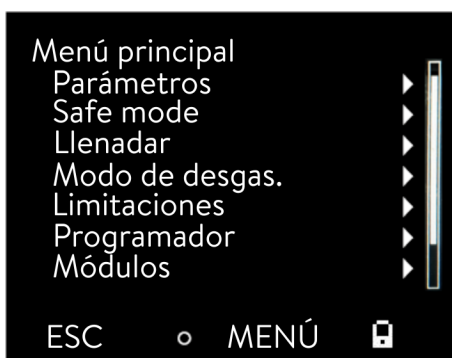 Menú principal
Parámetros
Safe mode
Llenadar
Modo de desgas.
Limitaciones
Programador
Módulos
ESC MENÚ